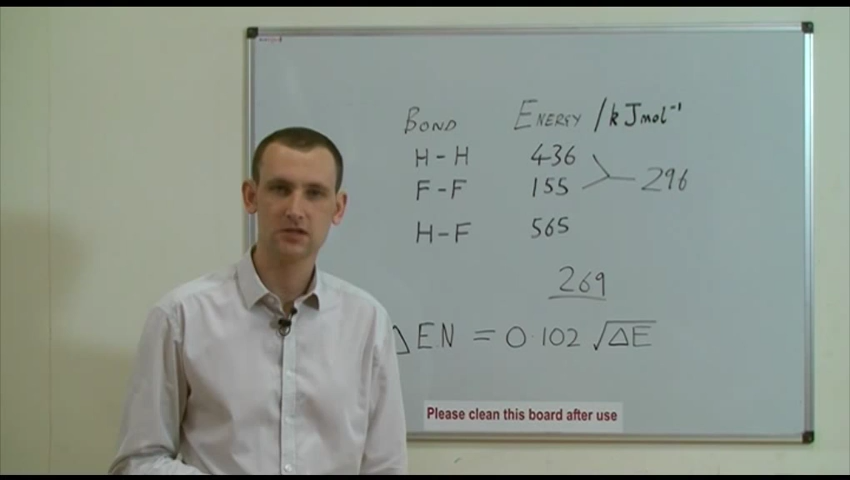 BOND ENERGY / kJmol⁻¹
H-H 436
F-F 155 296
H-F 565
269
ΔEN = 0.102 √ΔE
Please clean this board after use